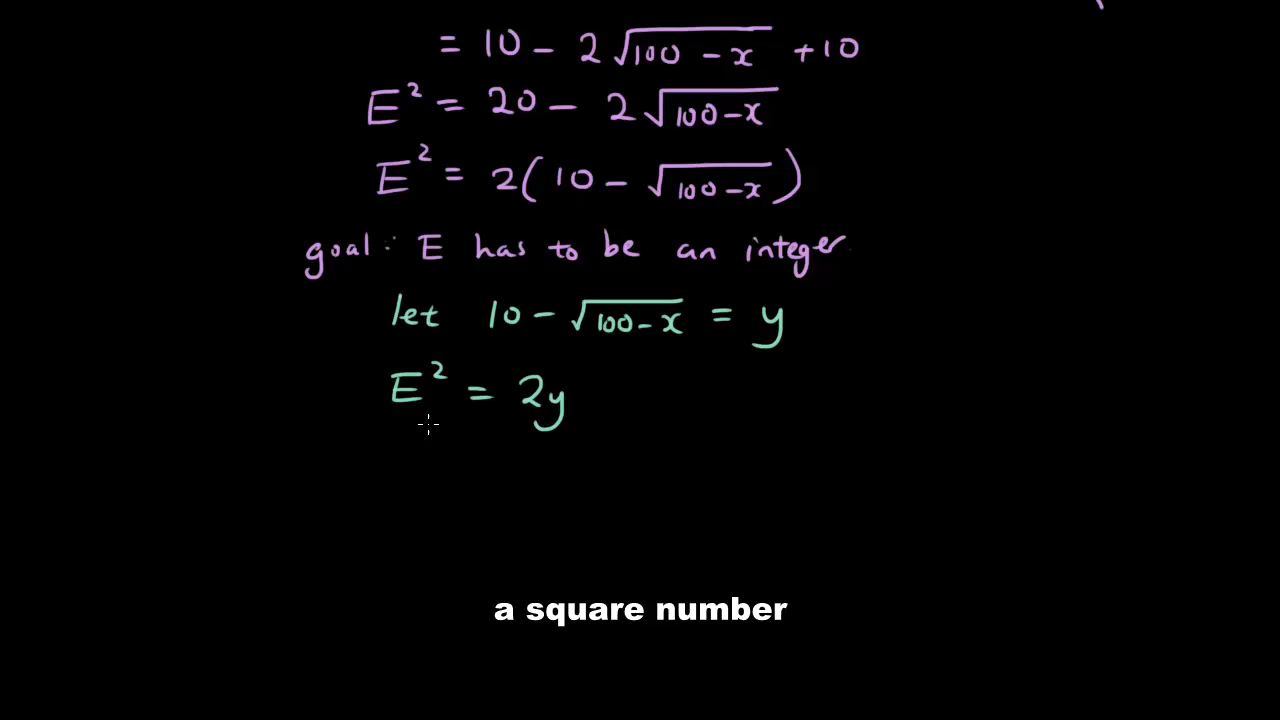 = 10 - 2√(100 - x) + 10
E² = 20 - 2√(100-x)
E² = 2(10 - √(100-x))
goal: E has to be an integer
let 10 - √(100-x) = y
E² = 2y
a square number